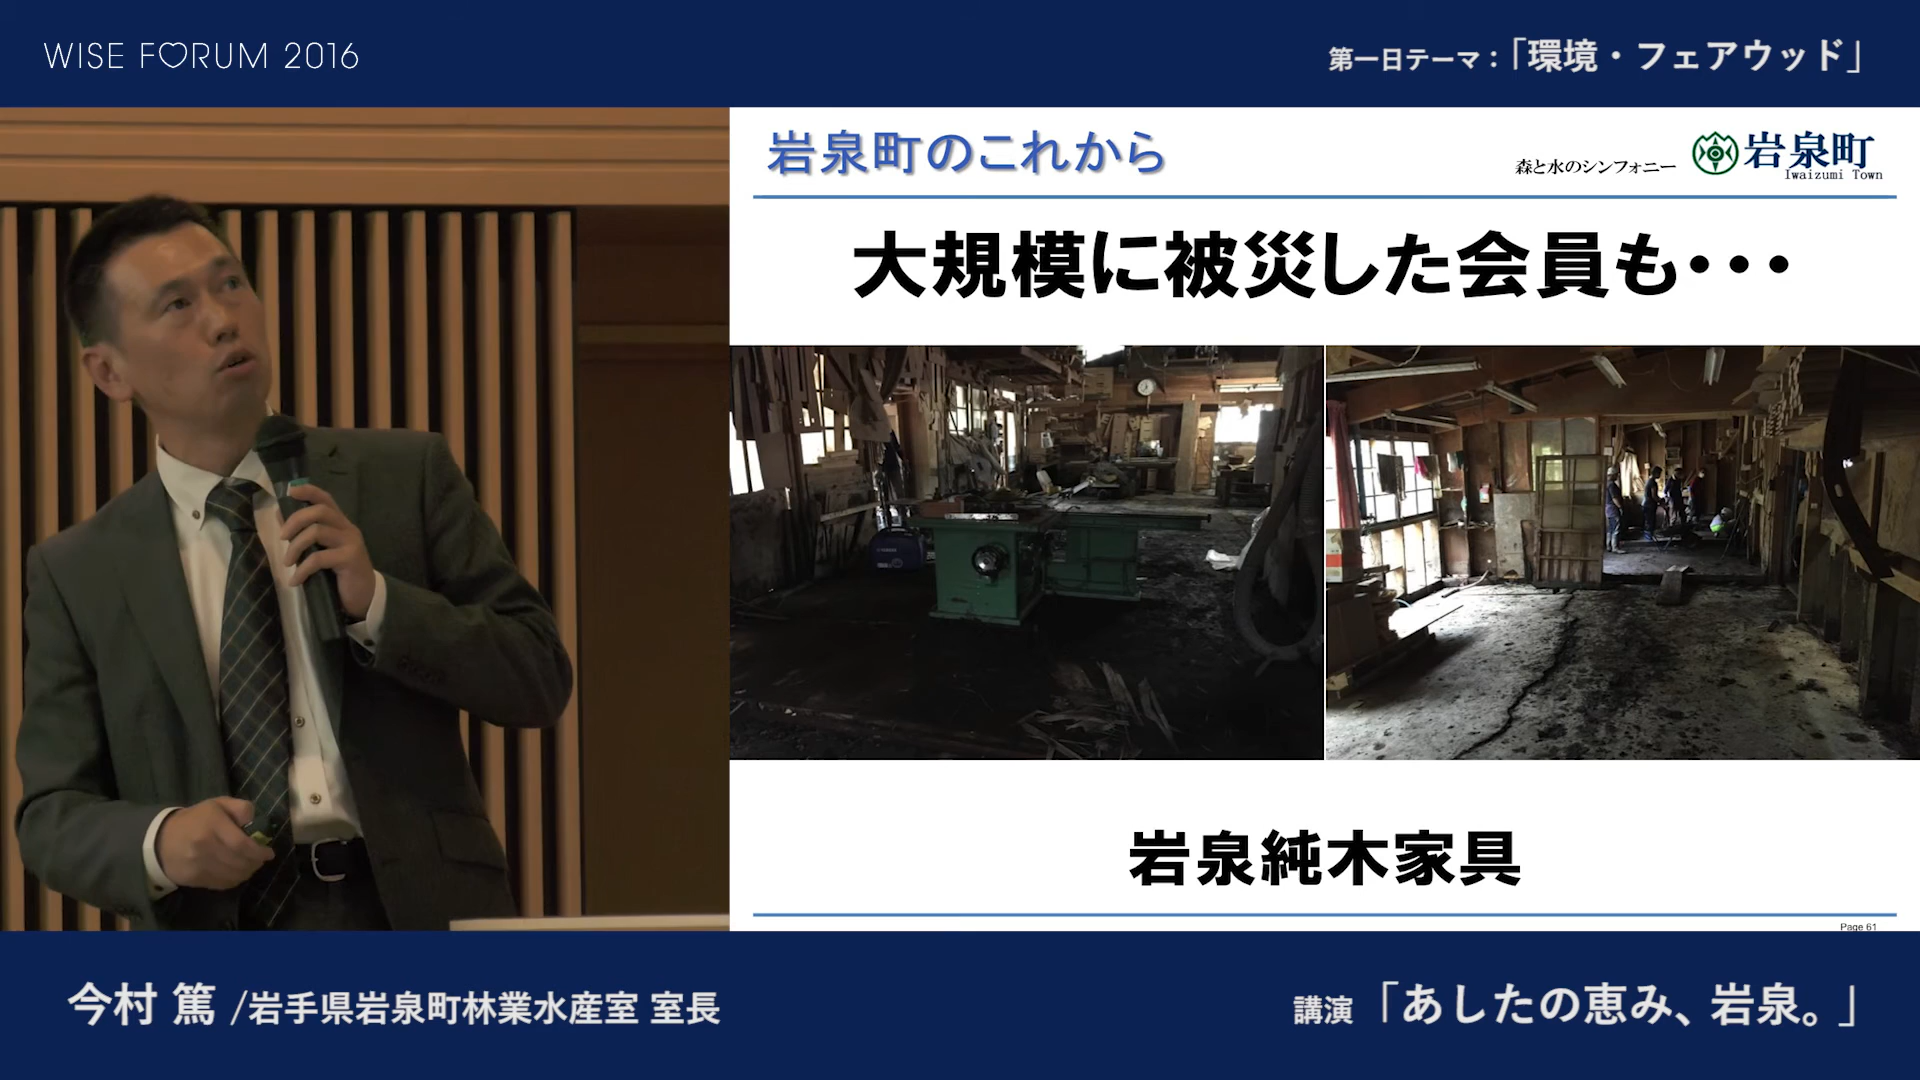 WISE FORUM 2016
第一日テーマ：「環境・フェアウッド」
岩泉町のこれから
森と水のシンフォニー
岩泉町
Iwaizumi Town
大規模に被災した会員も・・・
岩泉純木家具
Page 61
今村 篤 /岩手県岩泉町林業水産室 室長
講演 「あしたの恵み、岩泉。」